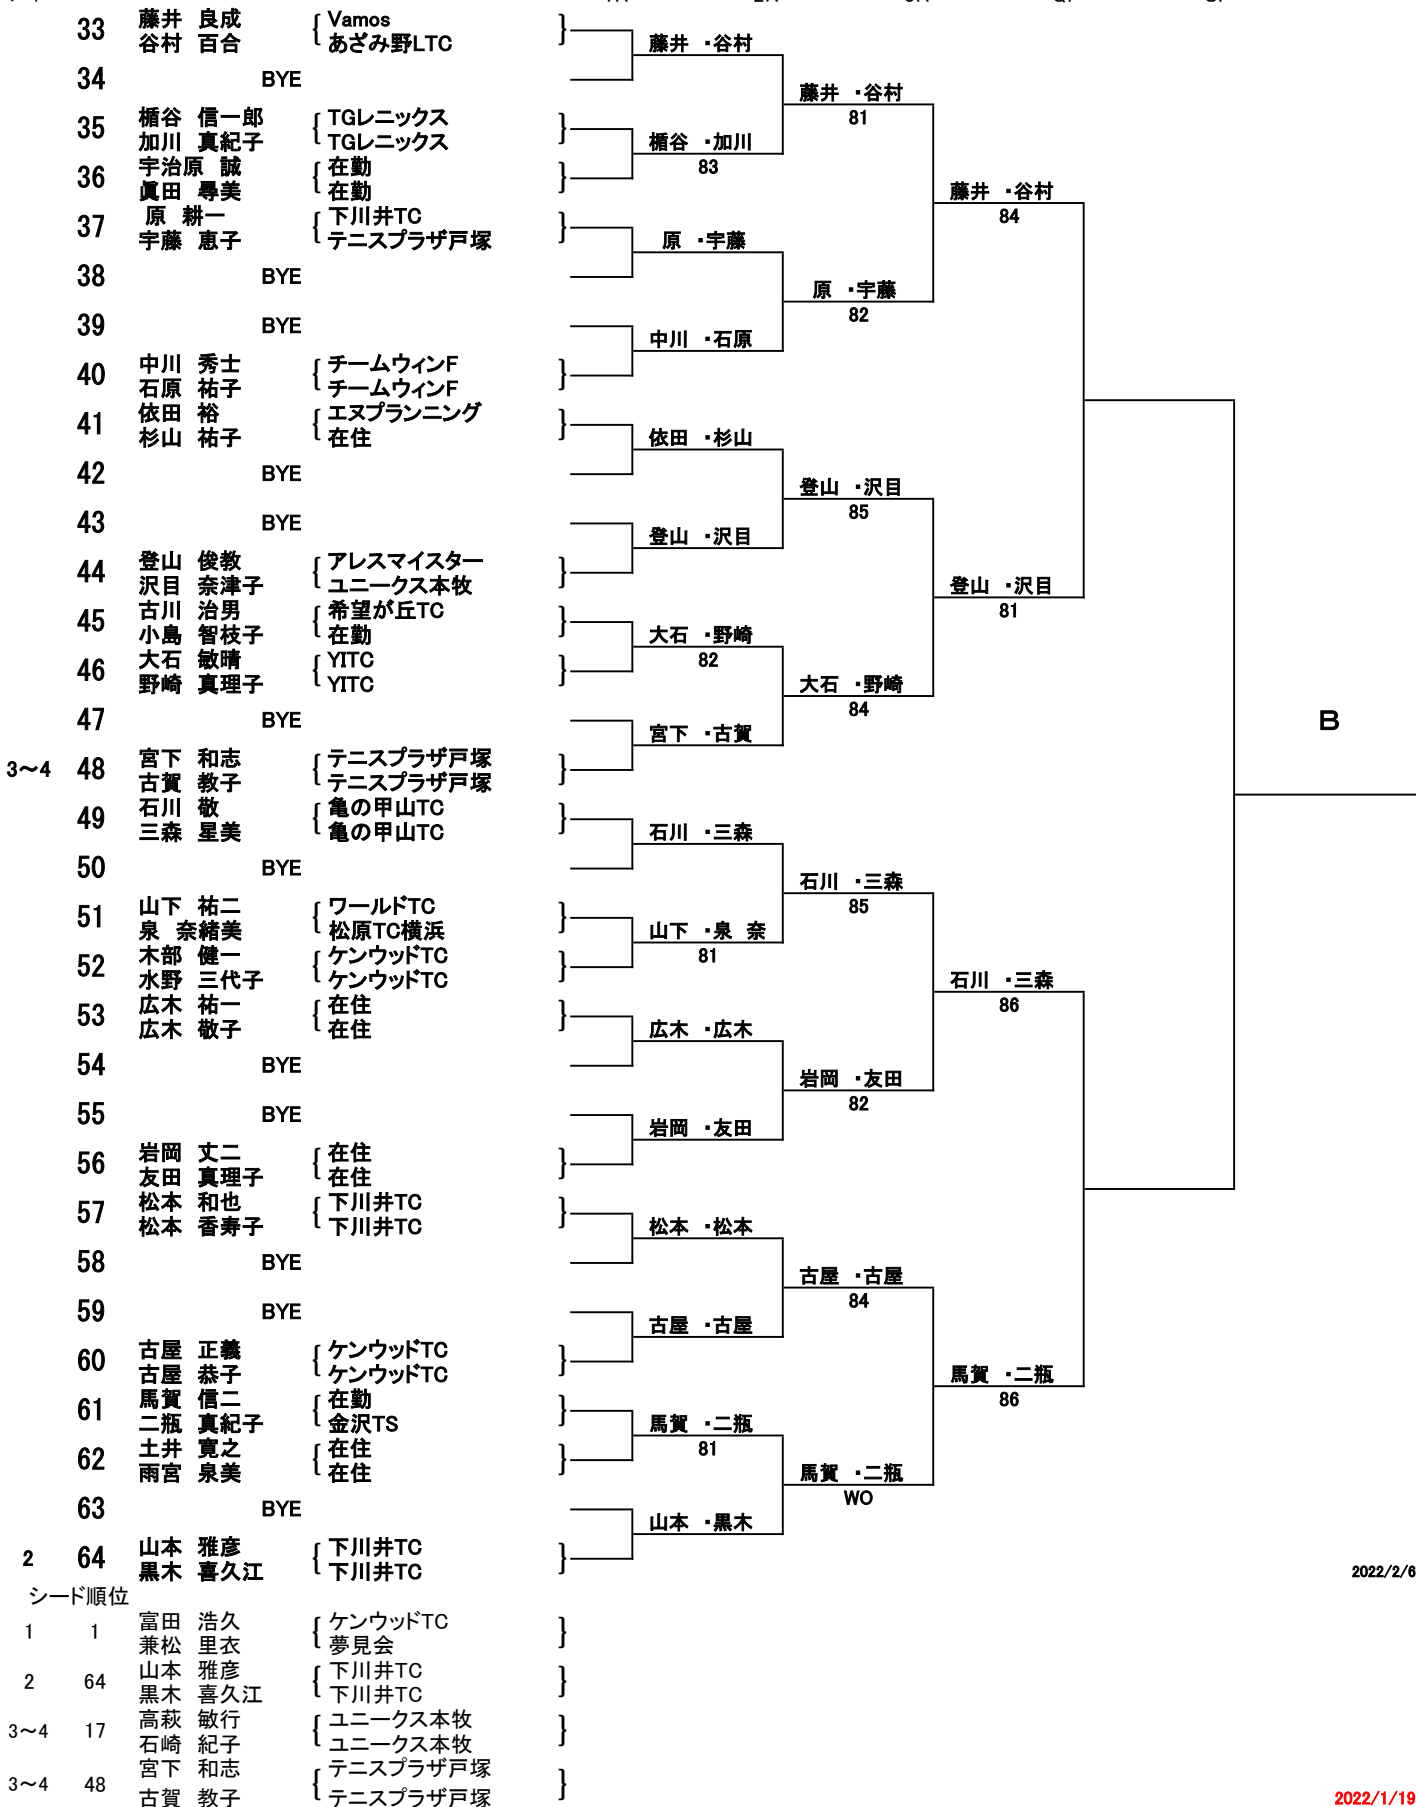 33 藤井 良成 Vamos
谷村 百合 あざみ野LTC
藤井 ・谷村
34 BYE
藤井 ・谷村
81
35 楯谷 信一郎 TGレニックス
加川 真紀子 TGレニックス
楯谷 ・加川
83
36 宇治原 誠 在勤
眞田 尋美 在勤
藤井 ・谷村
84
37 原 耕一 下川井TC
宇藤 恵子 テニスプラザ戸塚
原 ・宇藤
38 BYE
原 ・宇藤
82
39 BYE
中川 ・石原
40 中川 秀士 チームウィンF
石原 祐子 チームウィンF
41 依田 裕 エヌプランニング
杉山 祐子 在住
依田 ・杉山
42 BYE
登山 ・沢目
85
43 BYE
登山 ・沢目
44 登山 俊教 アレスマイスター
沢目 奈津子 ユニークス本牧
登山 ・沢目
81
45 古川 治男 希望が丘TC
小島 智枝子 在勤
大石 ・野崎
82
46 大石 敏晴 YITC
野崎 真理子 YITC
大石 ・野崎
84
47 BYE
宮下 ・古賀
B
3～4 48 宮下 和志 テニスプラザ戸塚
古賀 教子 テニスプラザ戸塚
49 石川 敬 亀の甲山TC
三森 星美 亀の甲山TC
石川 ・三森
50 BYE
石川 ・三森
85
51 山下 祐二 ワールドTC
泉 奈緒美 松原TC横浜
山下 ・泉 奈
81
52 木部 健一 ケンウッドTC
水野 三代子 ケンウッドTC
石川 ・三森
86
53 広木 祐一 在住
広木 敬子 在住
広木 ・広木
54 BYE
岩岡 ・友田
82
55 BYE
岩岡 ・友田
56 岩岡 丈二 在住
友田 真理子 在住
57 松本 和也 下川井TC
松本 香寿子 下川井TC
松本 ・松本
58 BYE
古屋 ・古屋
84
59 BYE
古屋 ・古屋
60 古屋 正義 ケンウッドTC
古屋 恭子 ケンウッドTC
馬賀 ・二瓶
86
61 馬賀 信二 在勤
二瓶 真紀子 金沢TS
馬賀 ・二瓶
81
62 土井 寛之 在住
雨宮 泉美 在住
馬賀 ・二瓶
WO
63 BYE
山本 ・黒木
2 64 山本 雅彦 下川井TC
黒木 喜久江 下川井TC
2022/2/6
シード順位
1 1 富田 浩久 ケンウッドTC
兼松 里衣 夢見会
2 64 山本 雅彦 下川井TC
黒木 喜久江 下川井TC
3～4 17 高萩 敏行 ユニークス本牧
石崎 紀子 ユニークス本牧
3～4 48 宮下 和志 テニスプラザ戸塚
古賀 教子 テニスプラザ戸塚
2022/1/19